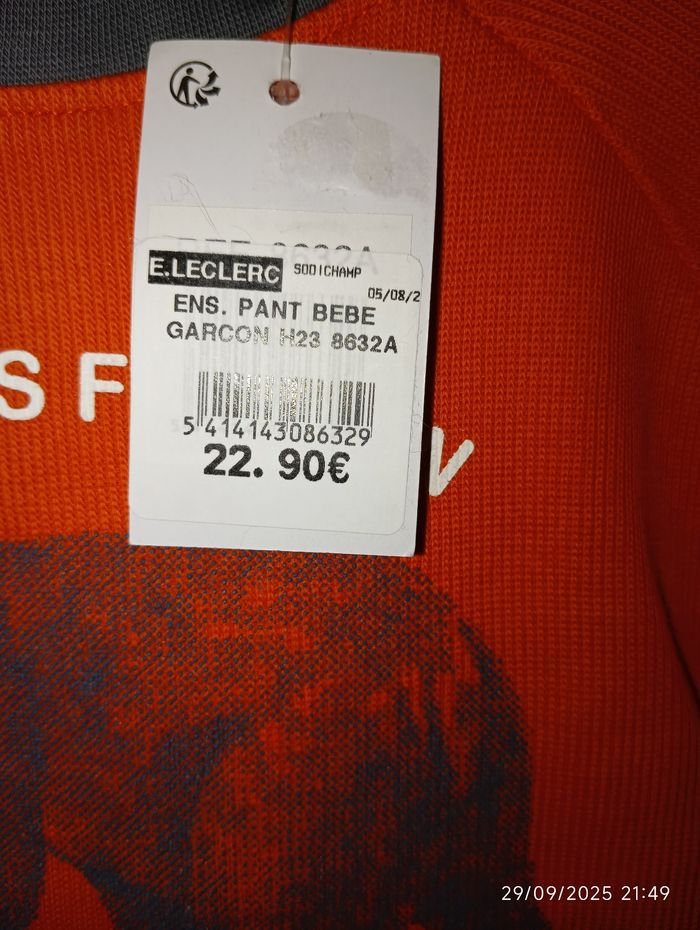 E.LECLERC SODICHAMP
05/08/2
ENS. PANT BEBE
GARCON H23 8632A
5 414143 086329
22.90€
S F
V
29/09/2025 21:49